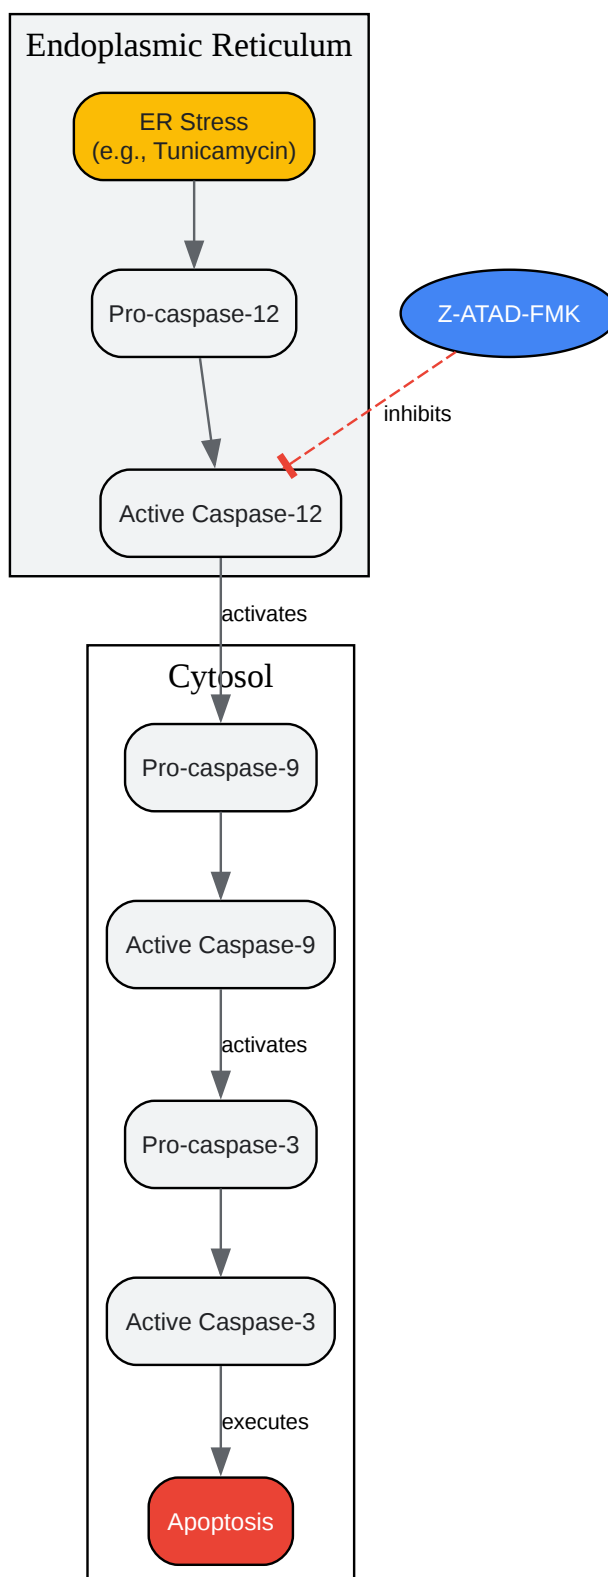 Endoplasmic Reticulum
ER Stress
(e.g., Tunicamycin)
Pro-caspase-12
Z-ATAD-FMK
inhibits
Active Caspase-12
activates
Cytosol
Pro-caspase-9
Active Caspase-9
activates
Pro-caspase-3
Active Caspase-3
executes
Apoptosis